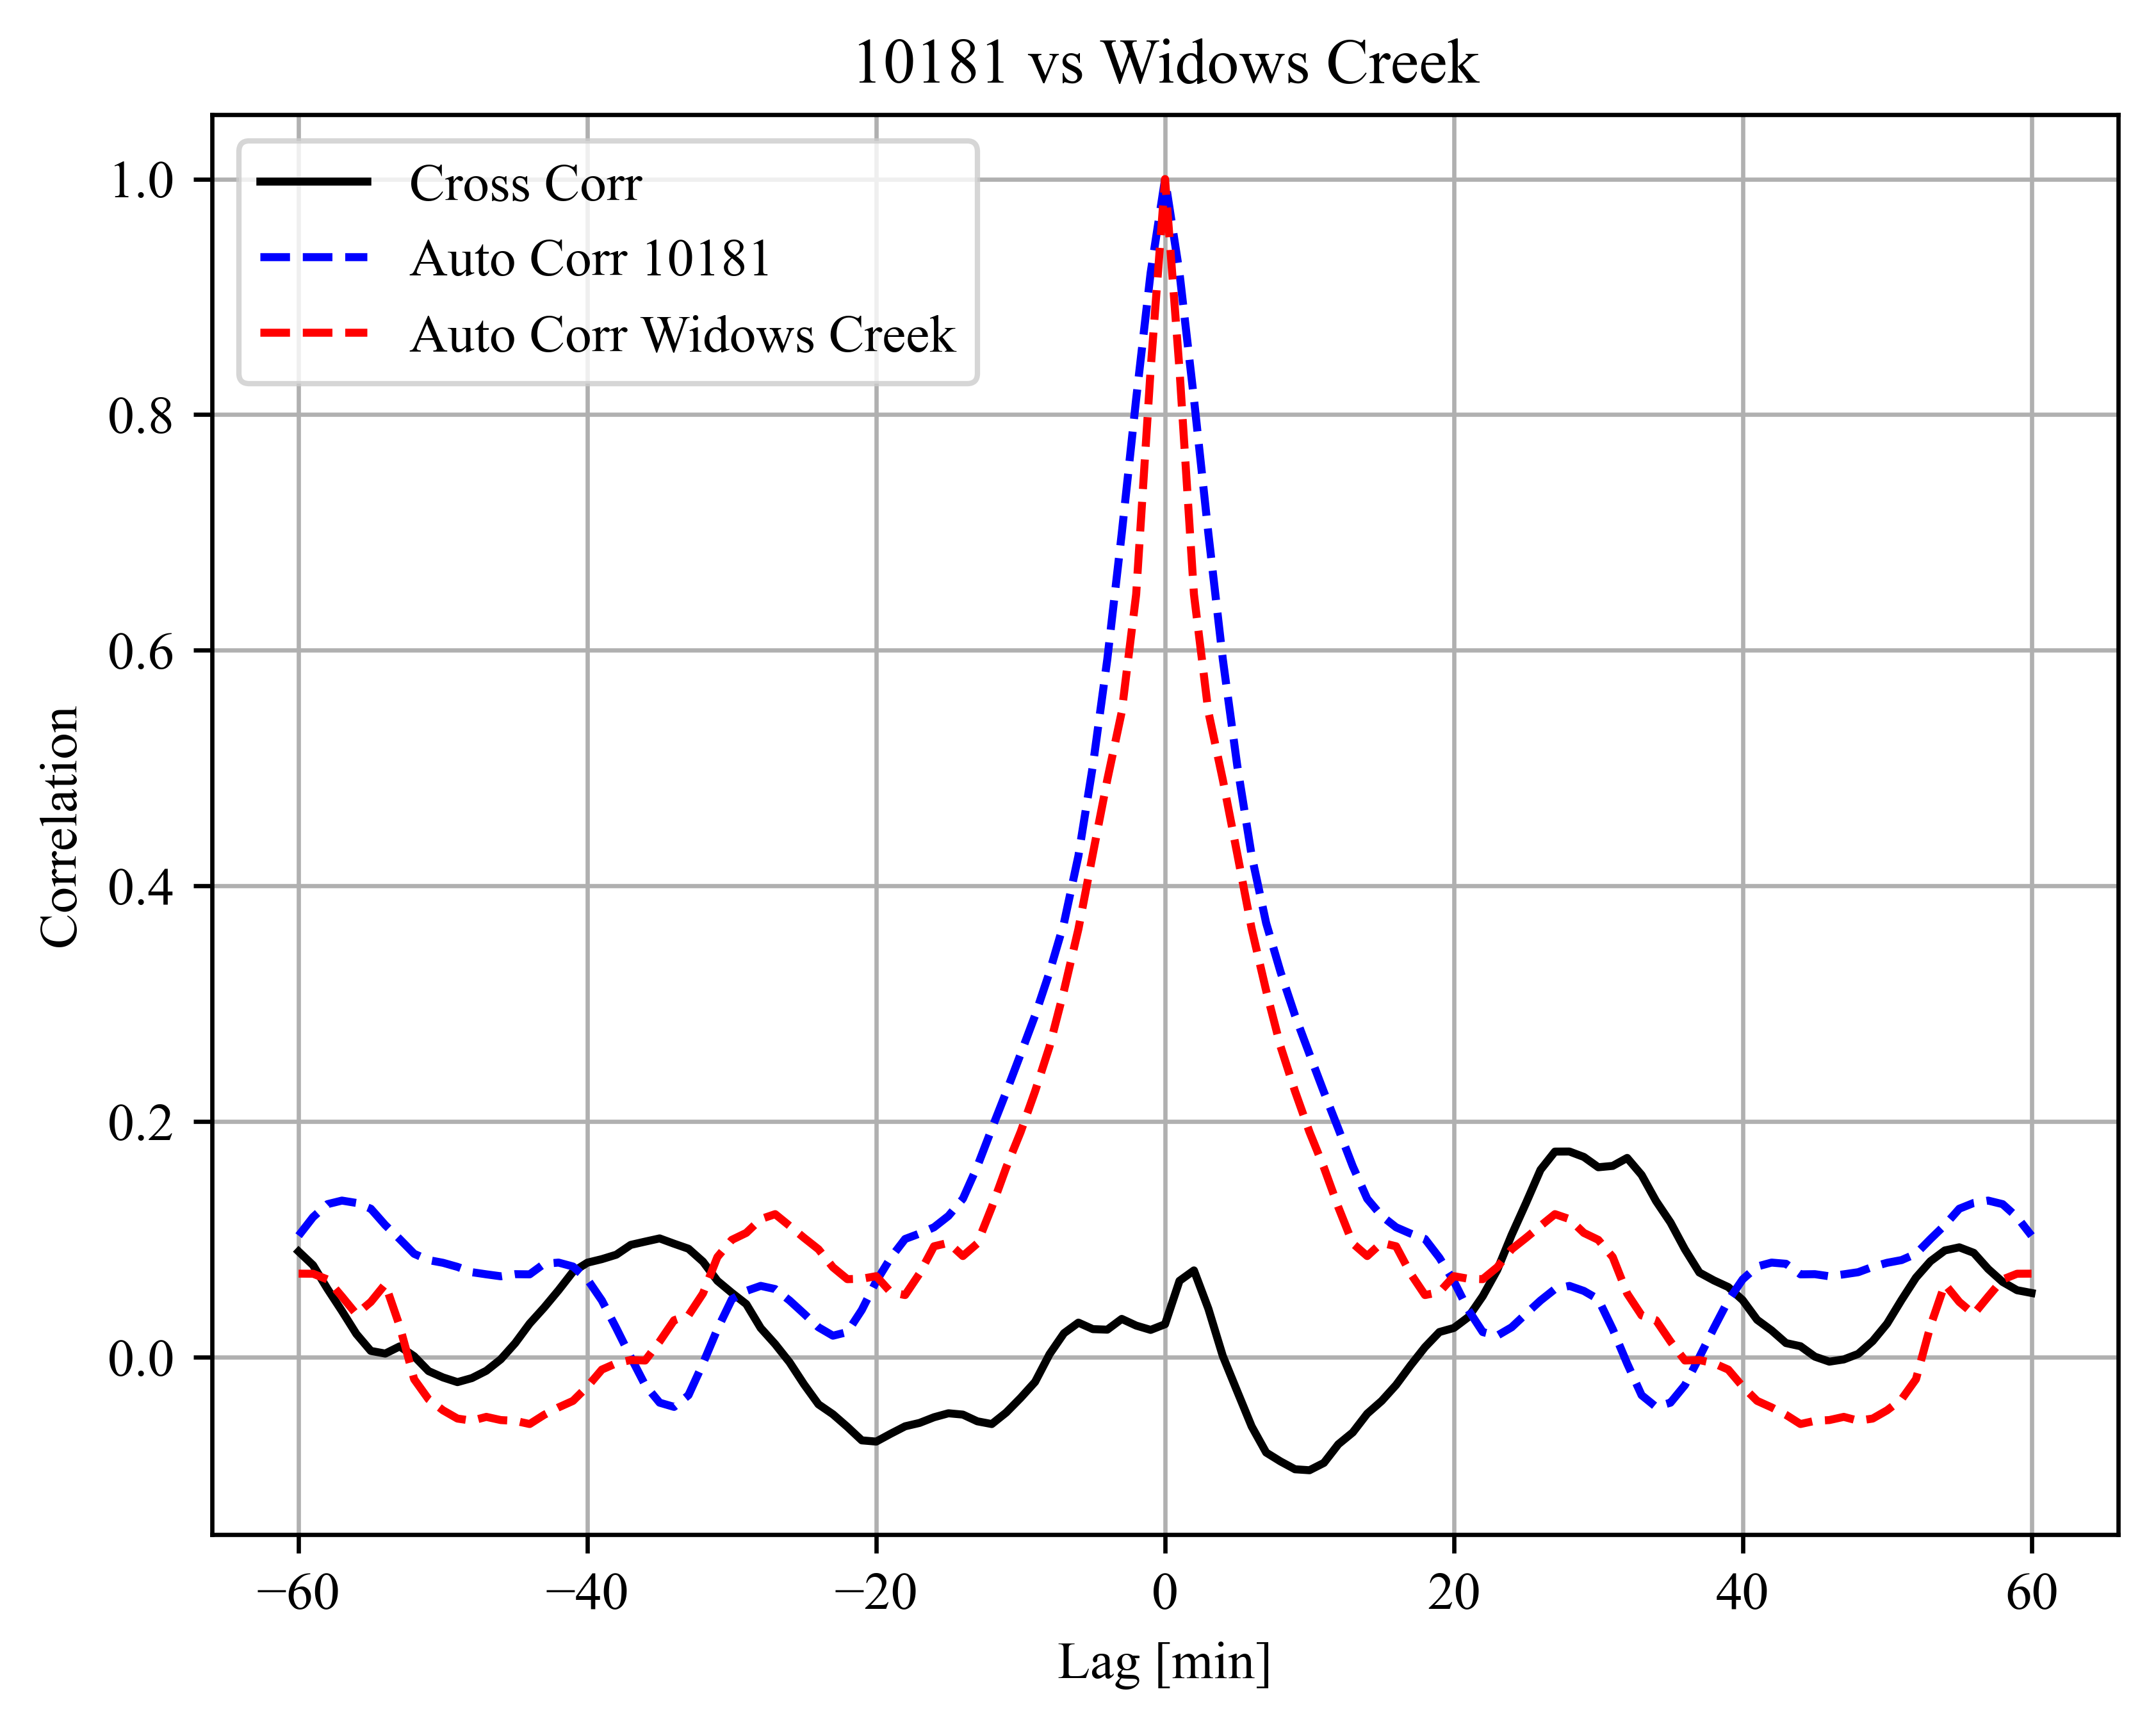 10181 vs Widows Creek
Cross Corr
Auto Corr 10181
Auto Corr Widows Creek
1.0
0.8
0.6
0.4
0.2
0.0
Correlation
−60 −40 −20 0 20 40 60
Lag [min]